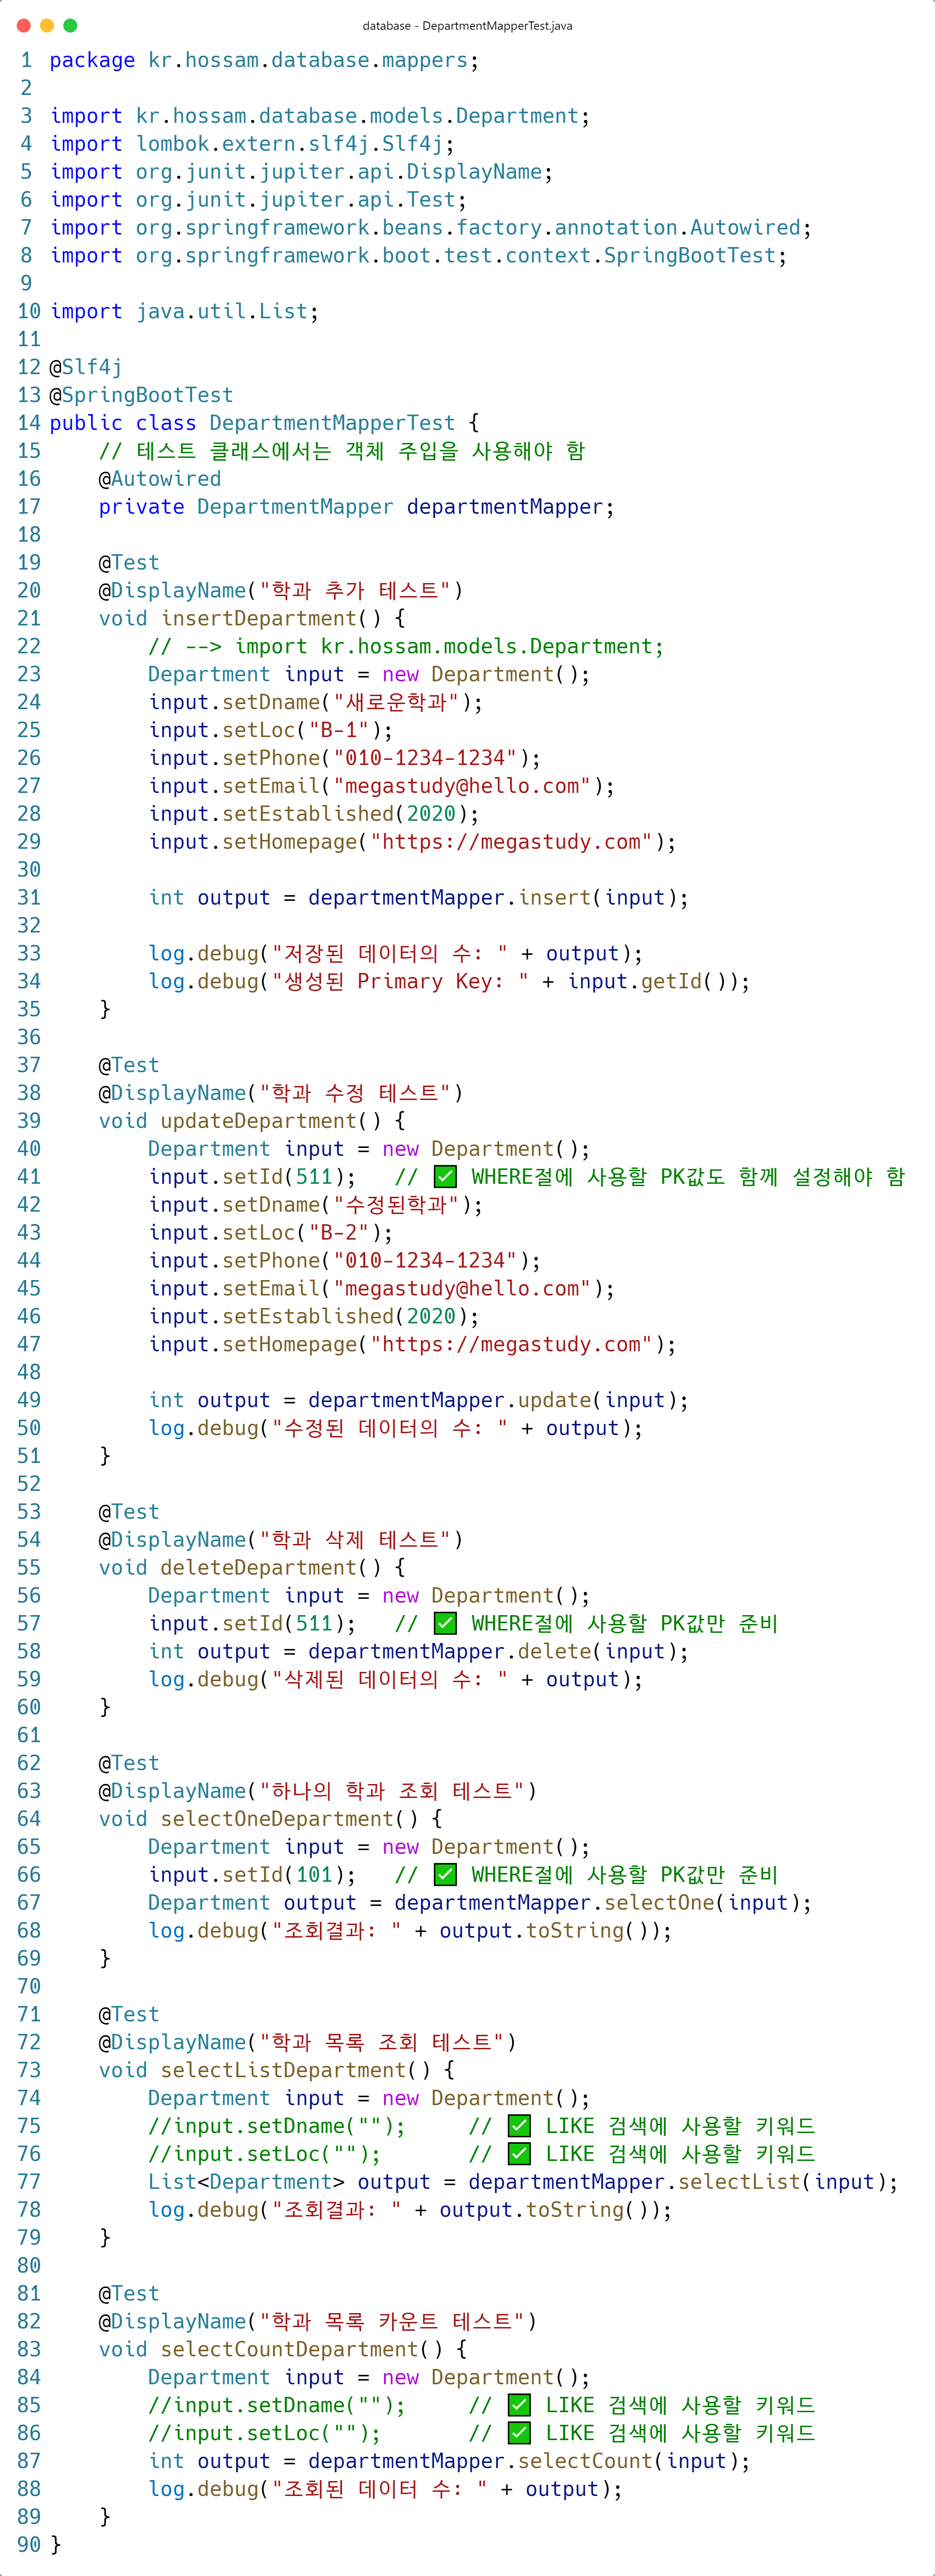 database - DepartmentMapperTest.java
1 package kr.hossam.database.mappers;
2
3 import kr.hossam.database.models.Department;
4 import lombok.extern.slf4j.Slf4j;
5 import org.junit.jupiter.api.DisplayName;
6 import org.junit.jupiter.api.Test;
7 import org.springframework.beans.factory.annotation.Autowired;
8 import org.springframework.boot.test.context.SpringBootTest;
9
10 import java.util.List;
11
12 @Slf4j
13 @SpringBootTest
14 public class DepartmentMapperTest {
15     // 테스트 클래스에서는 객체 주입을 사용해야 함
16     @Autowired
17     private DepartmentMapper departmentMapper;
18
19     @Test
20     @DisplayName("학과 추가 테스트")
21     void insertDepartment() {
22         // --> import kr.hossam.models.Department;
23         Department input = new Department();
24         input.setDname("새로운학과");
25         input.setLoc("B-1");
26         input.setPhone("010-1234-1234");
27         input.setEmail("megastudy@hello.com");
28         input.setEstablished(2020);
29         input.setHomepage("https://megastudy.com");
30
31         int output = departmentMapper.insert(input);
32
33         log.debug("저장된 데이터의 수: " + output);
34         log.debug("생성된 Primary Key: " + input.getId());
35     }
36
37     @Test
38     @DisplayName("학과 수정 테스트")
39     void updateDepartment() {
40         Department input = new Department();
41         input.setId(511);   // ✅ WHERE절에 사용할 PK값도 함께 설정해야 함
42         input.setDname("수정된학과");
43         input.setLoc("B-2");
44         input.setPhone("010-1234-1234");
45         input.setEmail("megastudy@hello.com");
46         input.setEstablished(2020);
47         input.setHomepage("https://megastudy.com");
48
49         int output = departmentMapper.update(input);
50         log.debug("수정된 데이터의 수: " + output);
51     }
52
53     @Test
54     @DisplayName("학과 삭제 테스트")
55     void deleteDepartment() {
56         Department input = new Department();
57         input.setId(511);   // ✅ WHERE절에 사용할 PK값만 준비
58         int output = departmentMapper.delete(input);
59         log.debug("삭제된 데이터의 수: " + output);
60     }
61
62     @Test
63     @DisplayName("하나의 학과 조회 테스트")
64     void selectOneDepartment() {
65         Department input = new Department();
66         input.setId(101);   // ✅ WHERE절에 사용할 PK값만 준비
67         Department output = departmentMapper.selectOne(input);
68         log.debug("조회결과: " + output.toString());
69     }
70
71     @Test
72     @DisplayName("학과 목록 조회 테스트")
73     void selectListDepartment() {
74         Department input = new Department();
75         //input.setDname("");     // ✅ LIKE 검색에 사용할 키워드
76         //input.setLoc("");       // ✅ LIKE 검색에 사용할 키워드
77         List<Department> output = departmentMapper.selectList(input);
78         log.debug("조회결과: " + output.toString());
79     }
80
81     @Test
82     @DisplayName("학과 목록 카운트 테스트")
83     void selectCountDepartment() {
84         Department input = new Department();
85         //input.setDname("");     // ✅ LIKE 검색에 사용할 키워드
86         //input.setLoc("");       // ✅ LIKE 검색에 사용할 키워드
87         int output = departmentMapper.selectCount(input);
88         log.debug("조회된 데이터 수: " + output);
89     }
90 }